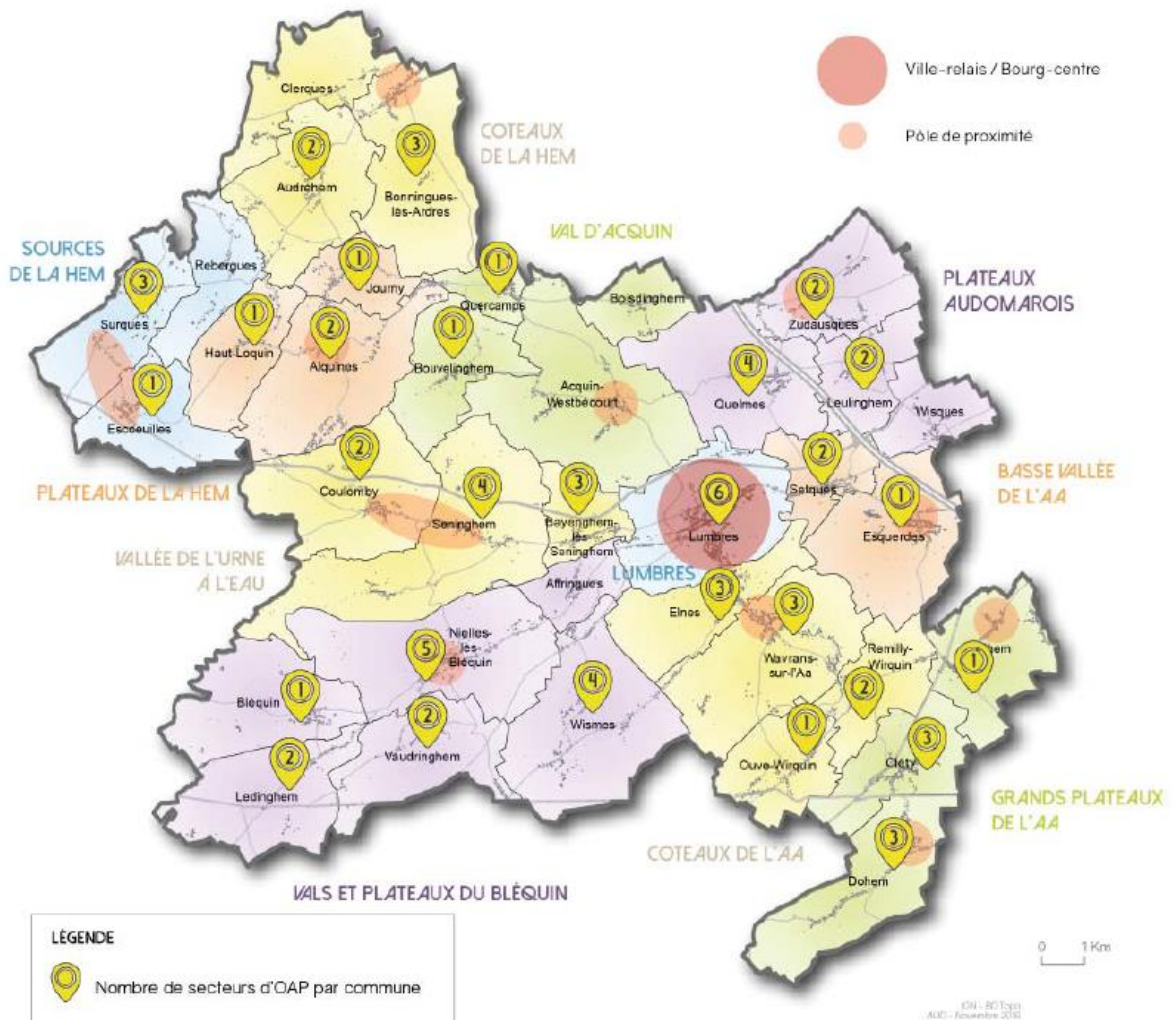 Ville-relais / Bourg-centre
Pôle de proximité
Clerques
COTEAUX
DE LA HEM
2
3
Audrehem
Bonningues-
lès-Ardres
VAL D'ACQUIN
SOURCES
DE LA HEM
Rebergues
3
1
Journy
1
Quercamps
Boisdinghem
PLATEAUX
AUDOMAROIS
2
Zudausques
Surques
1
Haut-Loquin
2
Alquines
1
Bouvelinghem
4
Quelmes
2
Leulinghem
Wisques
1
Escoeuilles
Acquin-
Westbécourt
PLATEAUX DE LA HEM
2
Coulomby
4
Seninghem
3
Bayenghem-
lès-
Seninghem
6
Lumbres
2
Setques
1
Esquerdes
BASSE VALLÉE
DE L'AA
VALLÉE DE L'URNE
À L'EAU
Affringues
LUMBRES
Elnes
3
3
Wavrans-
sur-l'Aa
Remilly-
Wirquin
2
1
5
Nielles-
lès-
Bléquin
Bléquin
1
4
Wismes
2
Vaudringhem
2
Ledinghem
1
Ouve-Wirquin
3
Cléty
GRANDS PLATEAUX
DE L'AA
COTEAUX DE L'AA
3
Dohem
VALS ET PLATEAUX DU BLÉQUIN
LÉGENDE
Nombre de secteurs d'OAP par commune
0 1 Km
IGN - BD Topo
AUD - Novembre